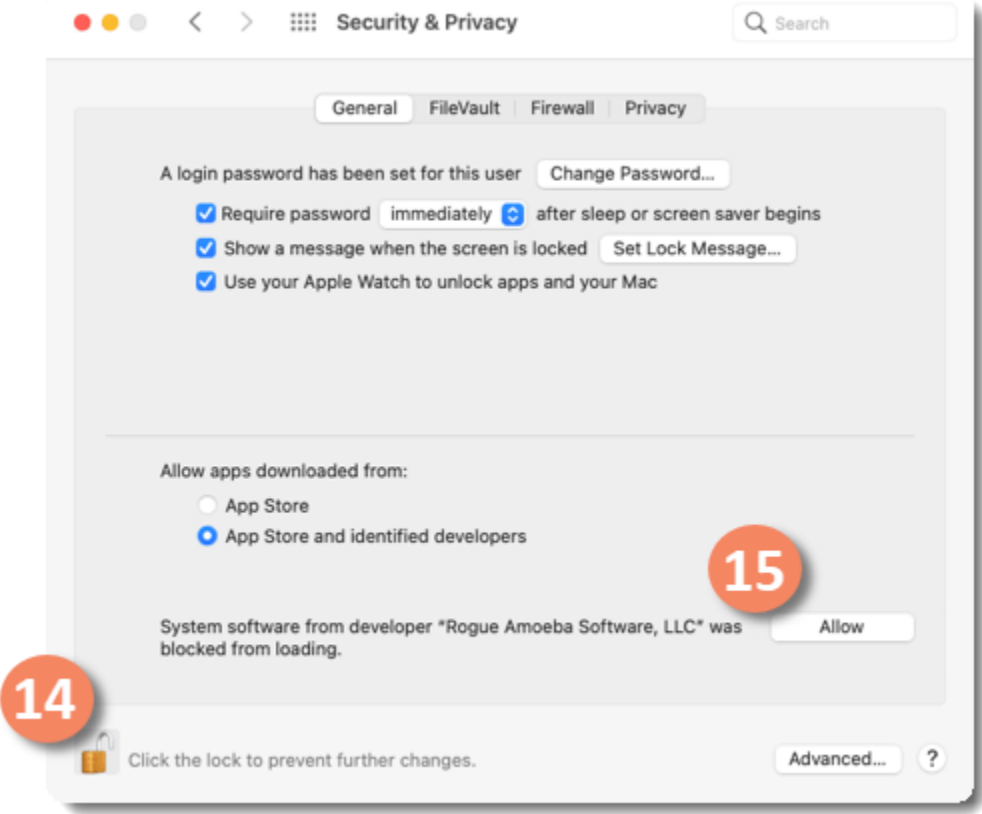 Security & Privacy
Search
General FileVault Firewall Privacy
A login password has been set for this user Change Password...
Require password immediately after sleep or screen saver begins
Show a message when the screen is locked Set Lock Message...
Use your Apple Watch to unlock apps and your Mac
Allow apps downloaded from:
App Store
App Store and identified developers
15
System software from developer "Rogue Amoeba Software, LLC" was
blocked from loading.
Allow
14
Click the lock to prevent further changes.
Advanced... ?